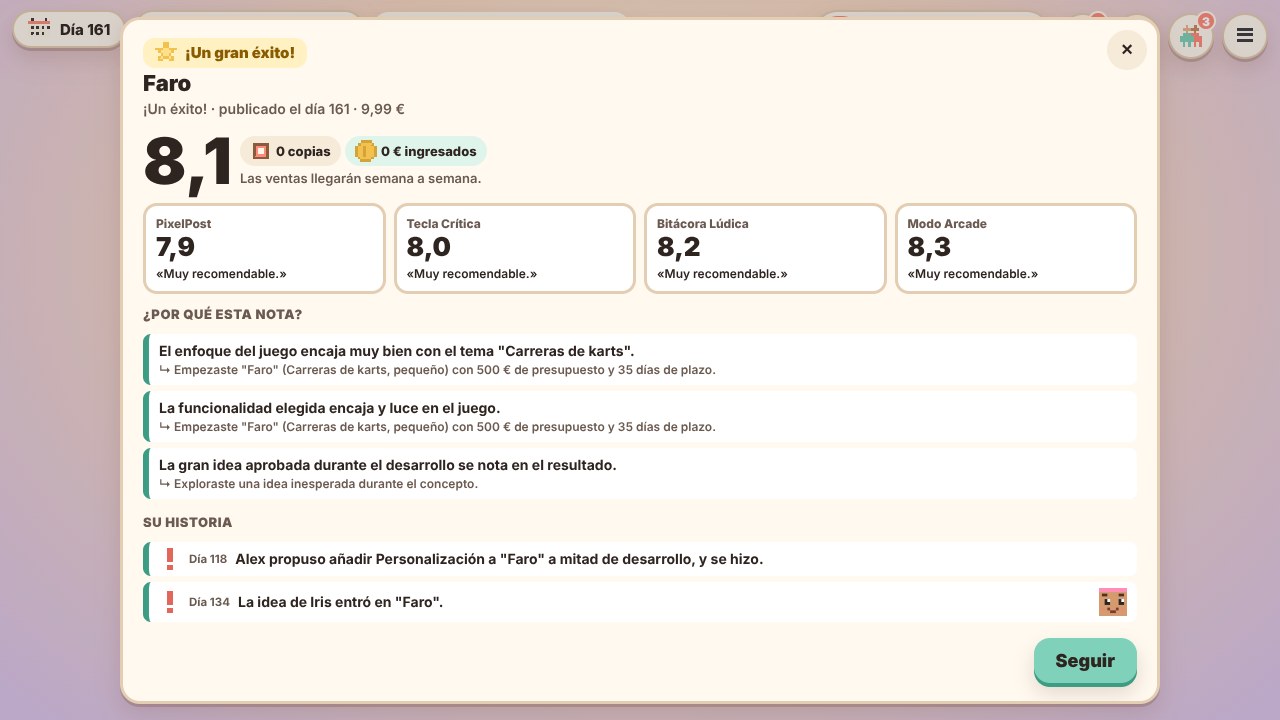 Día 161
3
¡Un gran éxito!
×
Faro
¡Un éxito! · publicado el día 161 · 9,99 €
8,1
0 copias
0 € ingresados
Las ventas llegarán semana a semana.
PixelPost
7,9
«Muy recomendable.»
Tecla Crítica
8,0
«Muy recomendable.»
Bitácora Lúdica
8,2
«Muy recomendable.»
Modo Arcade
8,3
«Muy recomendable.»
¿POR QUÉ ESTA NOTA?
El enfoque del juego encaja muy bien con el tema "Carreras de karts".
↳ Empezaste "Faro" (Carreras de karts, pequeño) con 500 € de presupuesto y 35 días de plazo.
La funcionalidad elegida encaja y luce en el juego.
↳ Empezaste "Faro" (Carreras de karts, pequeño) con 500 € de presupuesto y 35 días de plazo.
La gran idea aprobada durante el desarrollo se nota en el resultado.
↳ Exploraste una idea inesperada durante el concepto.
SU HISTORIA
Día 118 Alex propuso añadir Personalización a "Faro" a mitad de desarrollo, y se hizo.
Día 134 La idea de Iris entró en "Faro".
Seguir